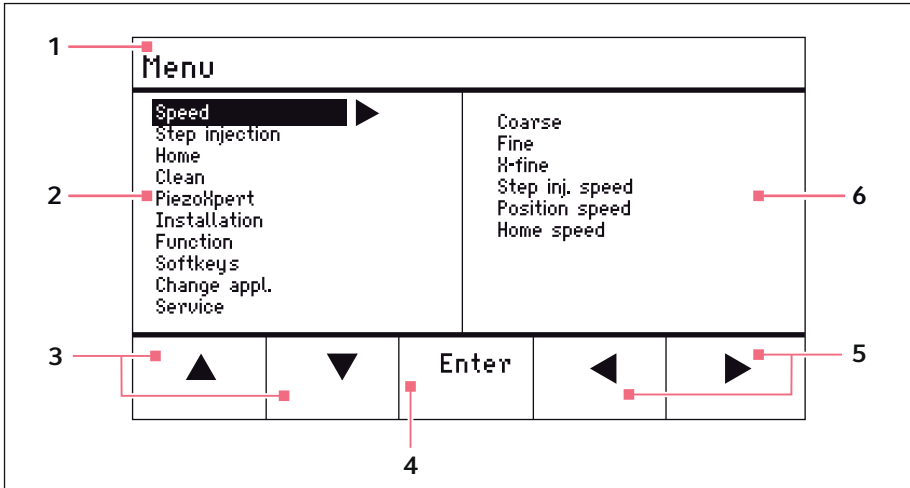 1
Menu
Speed
Step injection
Home
Clean
PiezoXpert
Installation
Function
Softkeys
Change appl.
Service
Coarse
Fine
X-fine
Step inj. speed
Position speed
Home speed
2
6
3
Enter
5
4